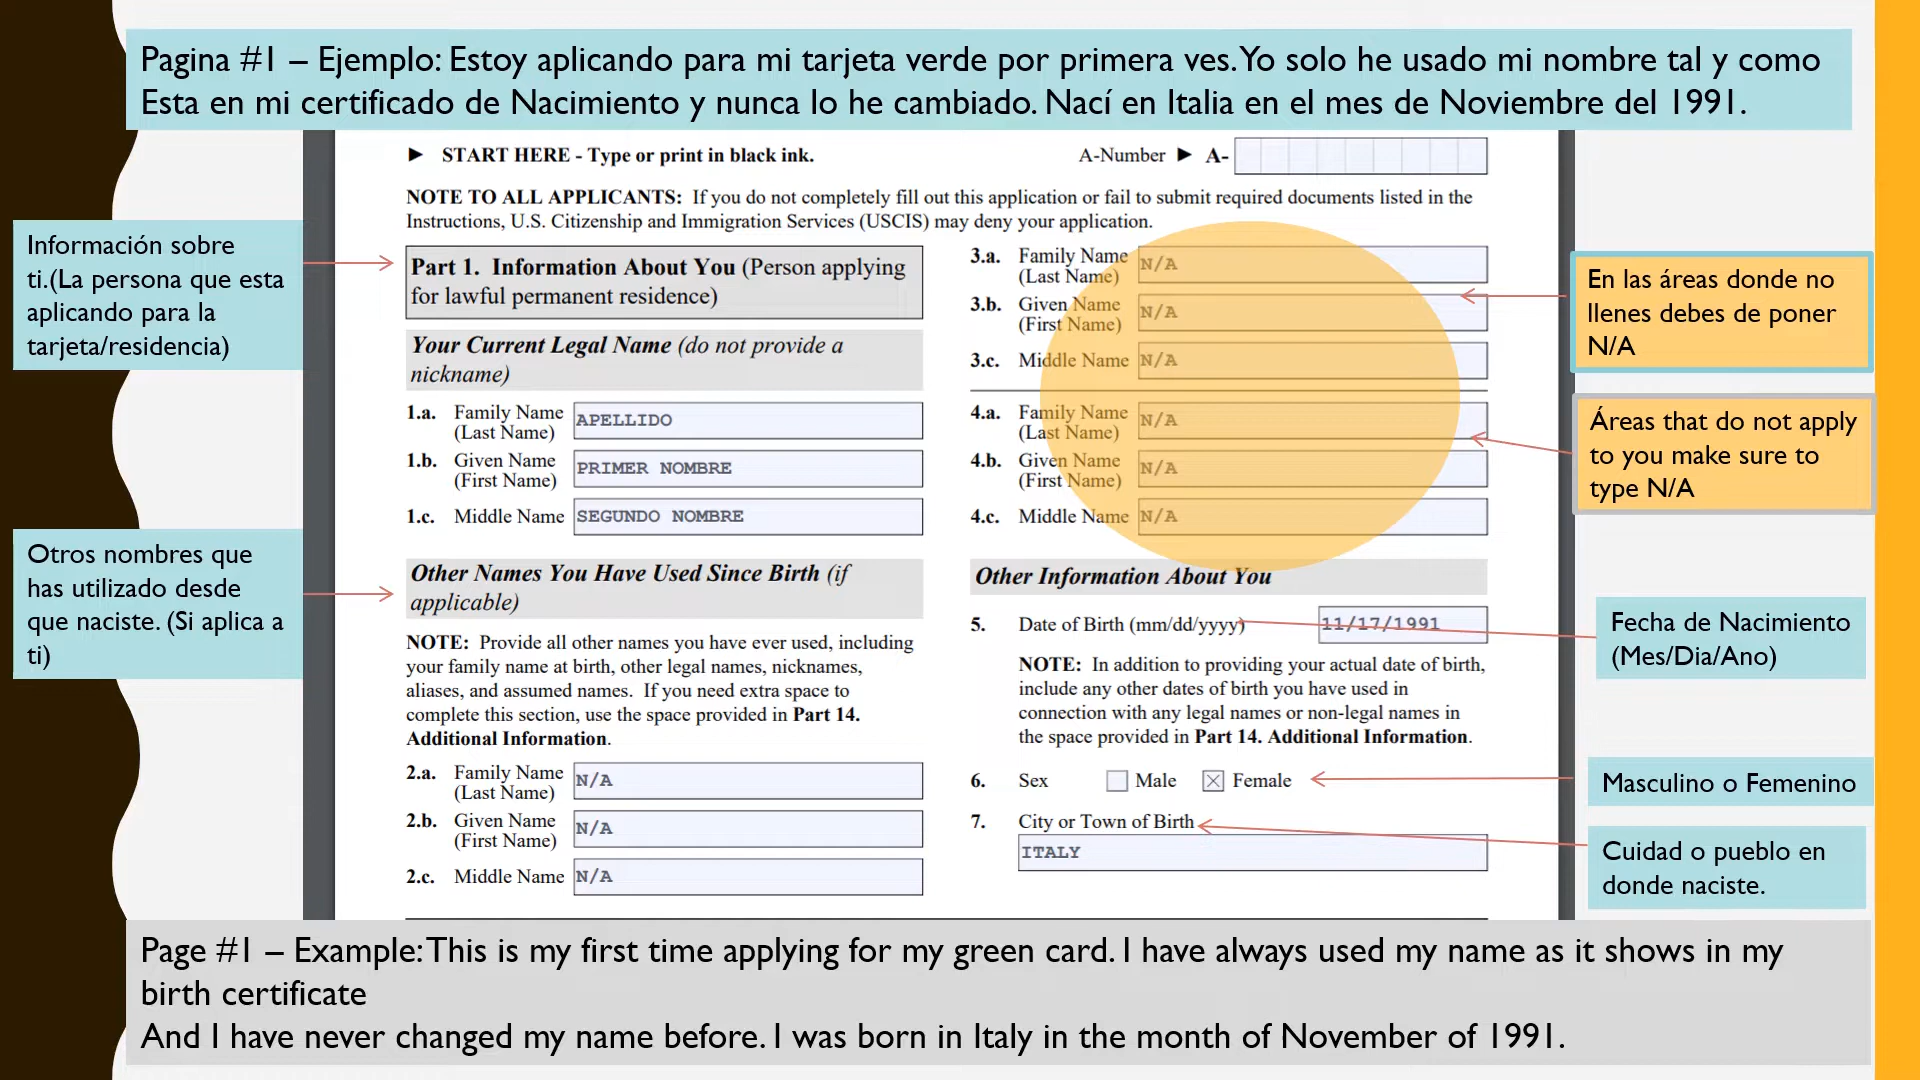 Pagina #1 – Ejemplo: Estoy aplicando para mi tarjeta verde por primera ves. Yo solo he usado mi nombre tal y como
Esta en mi certificado de Nacimiento y nunca lo he cambiado. Nací en Italia en el mes de Noviembre del 1991.
► START HERE - Type or print in black ink.
A-Number ► A-
NOTE TO ALL APPLICANTS: If you do not completely fill out this application or fail to submit required documents listed in the
Instructions, U.S. Citizenship and Immigration Services (USCIS) may deny your application.
Información sobre
ti.(La persona que esta
aplicando para la
tarjeta/residencia)
Otros nombres que
has utilizado desde
que naciste. (Si aplica a
ti)
Part 1. Information About You (Person applying
for lawful permanent residence)
Your Current Legal Name (do not provide a
nickname)
1.a. Family Name
(Last Name)
APELLIDO
1.b. Given Name
(First Name)
PRIMER NOMBRE
1.c. Middle Name SEGUNDO NOMBRE
Other Names You Have Used Since Birth (if
applicable)
NOTE: Provide all other names you have ever used, including
your family name at birth, other legal names, nicknames,
aliases, and assumed names. If you need extra space to
complete this section, use the space provided in Part 14.
Additional Information.
2.a. Family Name
(Last Name)
N/A
2.b. Given Name
(First Name)
N/A
2.c. Middle Name N/A
3.a. Family Name
(Last Name)
N/A
3.b. Given Name
(First Name)
N/A
3.c. Middle Name N/A
4.a. Family Name
(Last Name)
N/A
4.b. Given Name
(First Name)
N/A
4.c. Middle Name N/A
Other Information About You
5. Date of Birth (mm/dd/yyyy) 11/17/1991
NOTE: In addition to providing your actual date of birth,
include any other dates of birth you have used in
connection with any legal names or non-legal names in
the space provided in Part 14. Additional Information.
6. Sex Male Female
7. City or Town of Birth
ITALY
En las áreas donde no
llenes debes de poner
N/A
Áreas that do not apply
to you make sure to
type N/A
Fecha de Nacimiento
(Mes/Dia/Ano)
Masculino o Femenino
Cuidad o pueblo en
donde naciste.
Page #1 – Example: This is my first time applying for my green card. I have always used my name as it shows in my
birth certificate
And I have never changed my name before. I was born in Italy in the month of November of 1991.